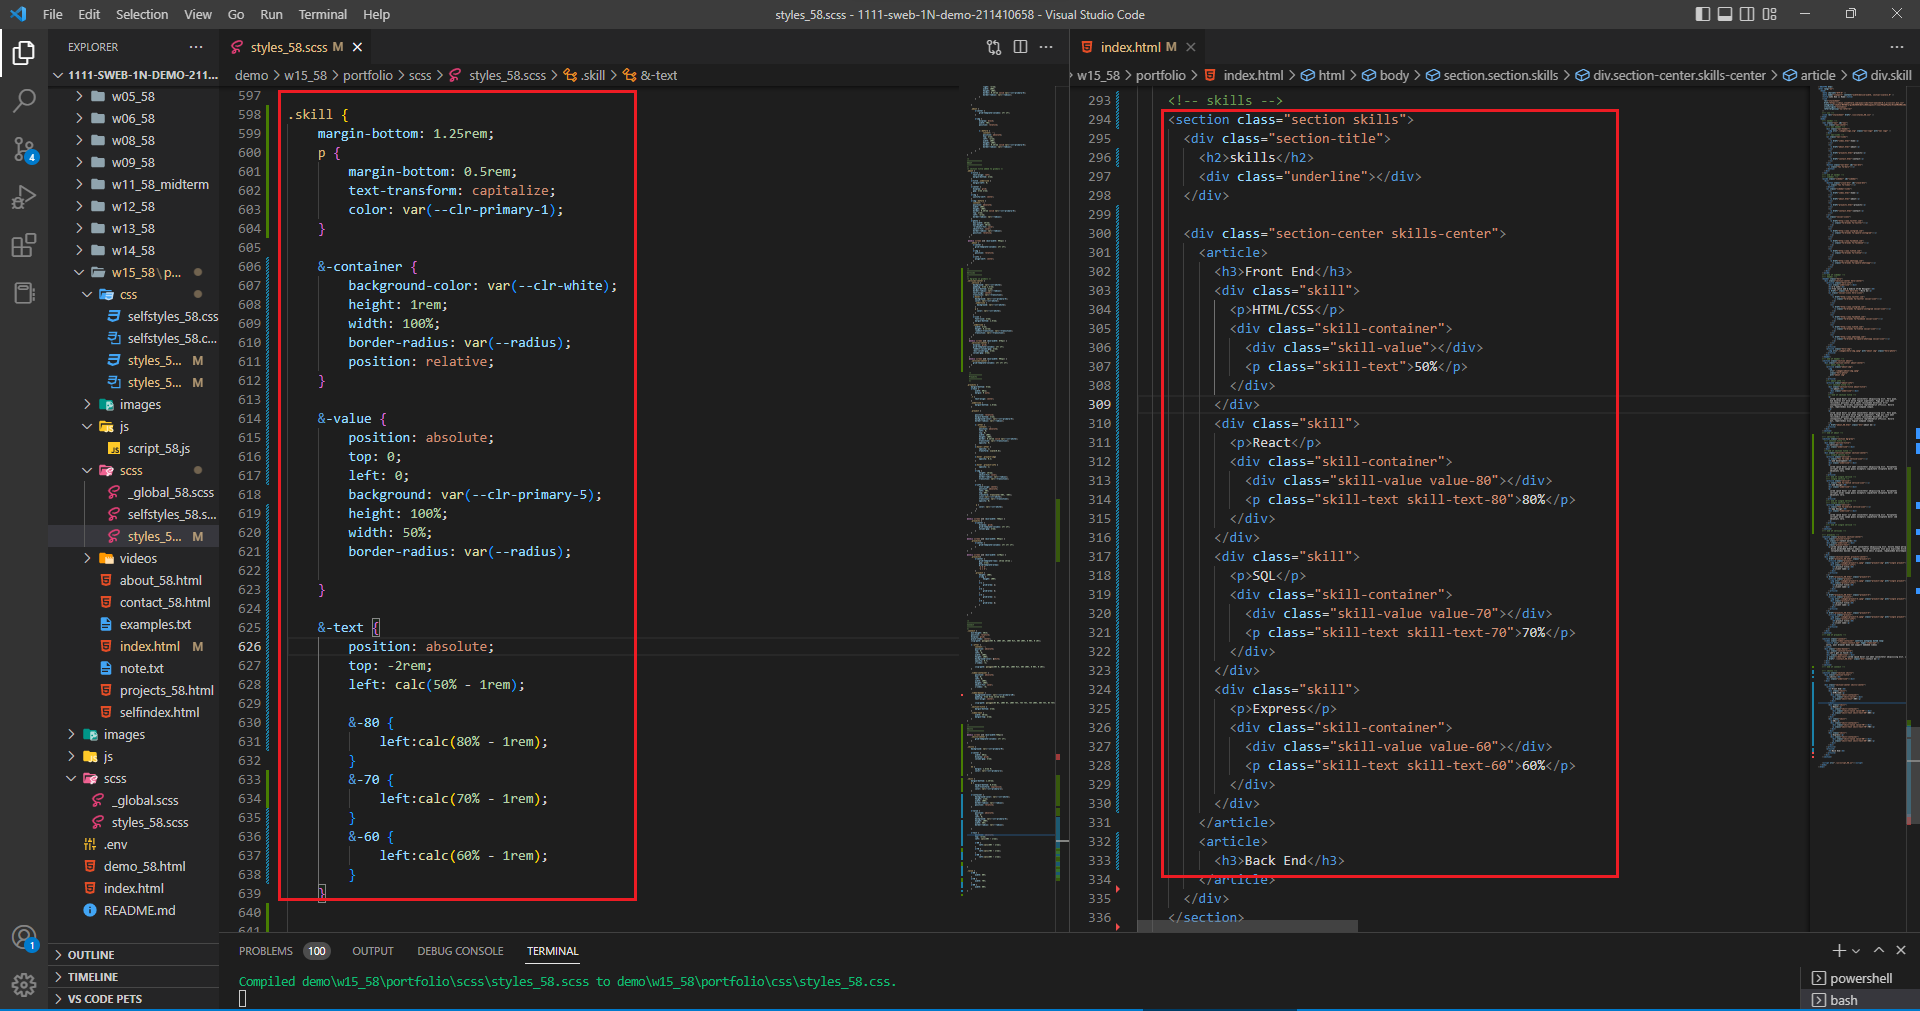 File Edit Selection View Go Run Terminal Help
styles_58.scss - 1111-sweb-1N-demo-211410658 - Visual Studio Code
EXPLORER
1111-SWEB-1N-DEMO-211...
w05_58
w06_58
w08_58
w09_58
w11_58_midterm
w12_58
w13_58
w14_58
w15_58\p...
css
selfstyles_58.css
selfstyles_58.c...
styles_5... M
styles_5... M
images
js
script_58.js
scss
_global_58.scss
selfstyles_58.s...
styles_5... M
videos
about_58.html
contact_58.html
examples.txt
index.html M
note.txt
projects_58.html
selfindex.html
images
js
scss
_global.scss
styles_58.scss
.env
demo_58.html
index.html
README.md
OUTLINE
TIMELINE
VS CODE PETS
4
1
styles_58.scss M
demo > w15_58 > portfolio > scss > styles_58.scss > .skill > &-text
597
598 .skill {
599 margin-bottom: 1.25rem;
600 p {
601 margin-bottom: 0.5rem;
602 text-transform: capitalize;
603 color: var(--clr-primary-1);
604 }
605
606 &-container {
607 background-color: var(--clr-white);
608 height: 1rem;
609 width: 100%;
610 border-radius: var(--radius);
611 position: relative;
612 }
613
614 &-value {
615 position: absolute;
616 top: 0;
617 left: 0;
618 background: var(--clr-primary-5);
619 height: 100%;
620 width: 50%;
621 border-radius: var(--radius);
622
623 }
624
625 &-text {
626 position: absolute;
627 top: -2rem;
628 left: calc(50% - 1rem);
629
630 &-80 {
631 left:calc(80% - 1rem);
632 }
633 &-70 {
634 left:calc(70% - 1rem);
635 }
636 &-60 {
637 left:calc(60% - 1rem);
638 }
639 }
640
641
index.html M
w15_58 > portfolio > index.html > html > body > section.section.skills > div.section-center.skills-center > article > div.skill
293 <!-- skills -->
294 <section class="section skills">
295 <div class="section-title">
296 <h2>skills</h2>
297 <div class="underline"></div>
298 </div>
299
300 <div class="section-center skills-center">
301 <article>
302 <h3>Front End</h3>
303 <div class="skill">
304 <p>HTML/CSS</p>
305 <div class="skill-container">
306 <div class="skill-value"></div>
307 <p class="skill-text">50%</p>
308 </div>
309 </div>
310 <div class="skill">
311 <p>React</p>
312 <div class="skill-container">
313 <div class="skill-value value-80"></div>
314 <p class="skill-text skill-text-80">80%</p>
315 </div>
316 </div>
317 <div class="skill">
318 <p>SQL</p>
319 <div class="skill-container">
320 <div class="skill-value value-70"></div>
321 <p class="skill-text skill-text-70">70%</p>
322 </div>
323 </div>
324 <div class="skill">
325 <p>Express</p>
326 <div class="skill-container">
327 <div class="skill-value value-60"></div>
328 <p class="skill-text skill-text-60">60%</p>
329 </div>
330 </div>
331 </article>
332 <article>
333 <h3>Back End</h3>
334 </article>
335 </div>
336 </section>
PROBLEMS 100 OUTPUT DEBUG CONSOLE TERMINAL
Compiled demo\w15_58\portfolio\scss\styles_58.scss to demo\w15_58\portfolio\css\styles_58.css.
powershell
bash